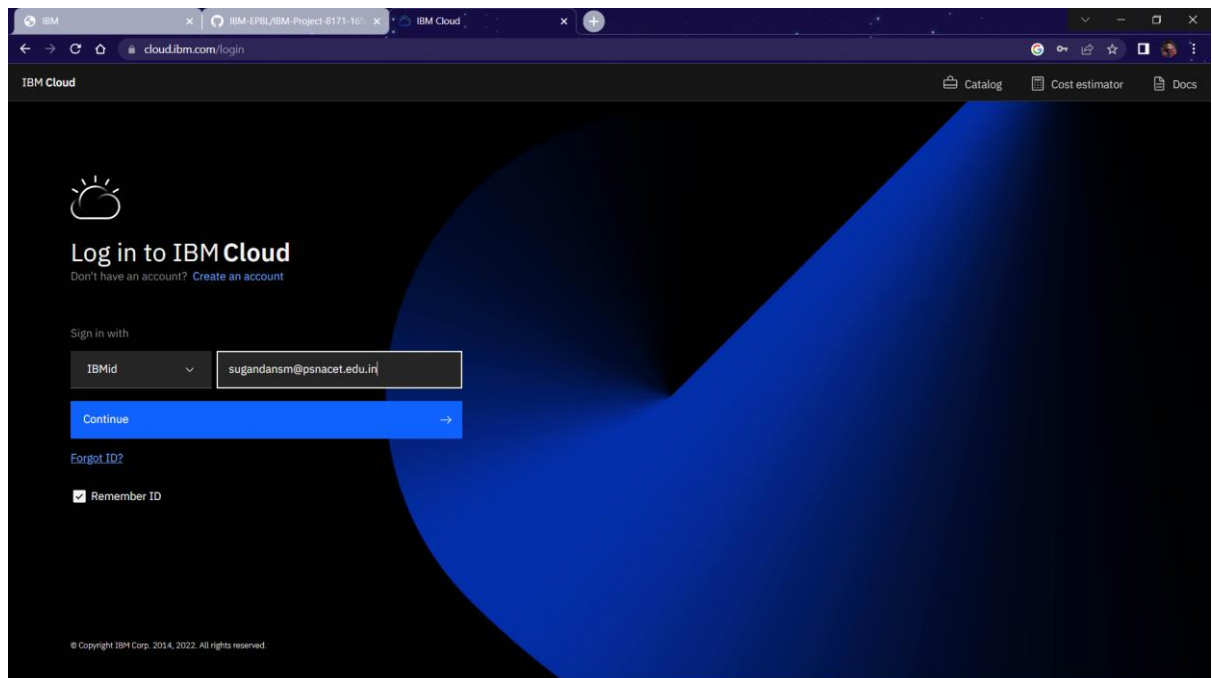 IBM
IBM-EPBL/IBM-Project-8171-165
IBM Cloud
cloud.ibm.com/login
IBM Cloud
Catalog
Cost estimator
Docs
Log in to IBM Cloud
Don't have an account? Create an account
Sign in with
IBMid
sugandansm@psnacet.edu.in
Continue
Forgot ID?
Remember ID
© Copyright IBM Corp. 2014, 2022. All rights reserved.